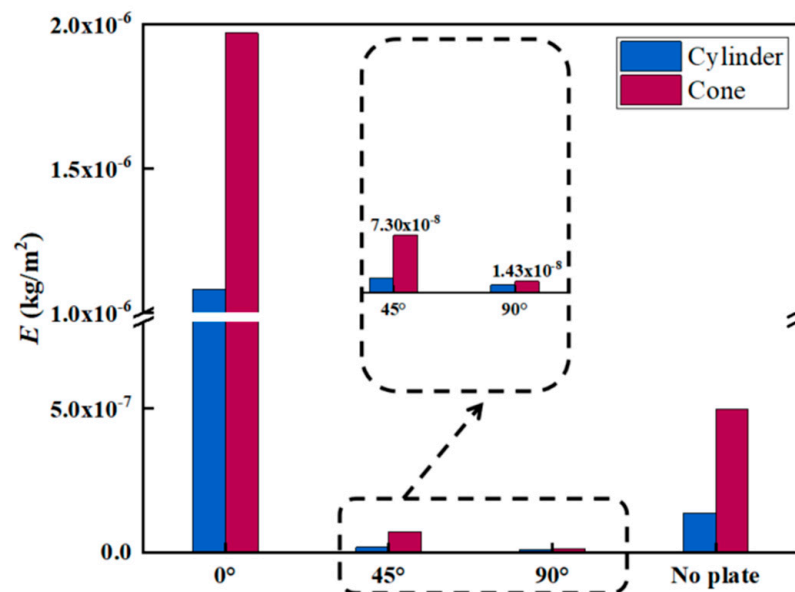 2.0x10⁻⁶
Cylinder
Cone
1.5x10⁻⁶
E (kg/m²)
7.30x10⁻⁸
1.43x10⁻⁸
45°
90°
1.0x10⁻⁶
5.0x10⁻⁷
0.0
0°
45°
90°
No plate